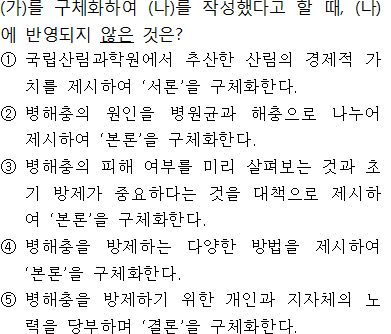 (가)를 구체화하여 (나)를 작성했다고 할 때, (나)
에 반영되지 않은 것은?
① 국립산림과학원에서 추산한 산림의 경제적 가
치를 제시하여 ‘서론’을 구체화한다.
② 병해충의 원인을 병원균과 해충으로 나누어
제시하여 ‘본론’을 구체화한다.
③ 병해충의 피해 여부를 미리 살펴보는 것과 초
기 방제가 중요하다는 것을 대책으로 제시하
여 ‘본론’을 구체화한다.
④ 병해충을 방제하는 다양한 방법을 제시하여
‘본론’을 구체화한다.
⑤ 병해충을 방제하기 위한 개인과 지자체의 노
력을 당부하며 ‘결론’을 구체화한다.